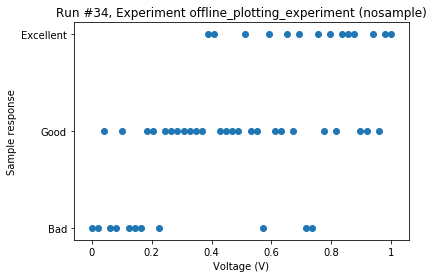 Run #34, Experiment offline_plotting_experiment (nosample)
Excellent
Good
Bad
Sample response
0
0.2
0.4
0.6
0.8
1
Voltage (V)